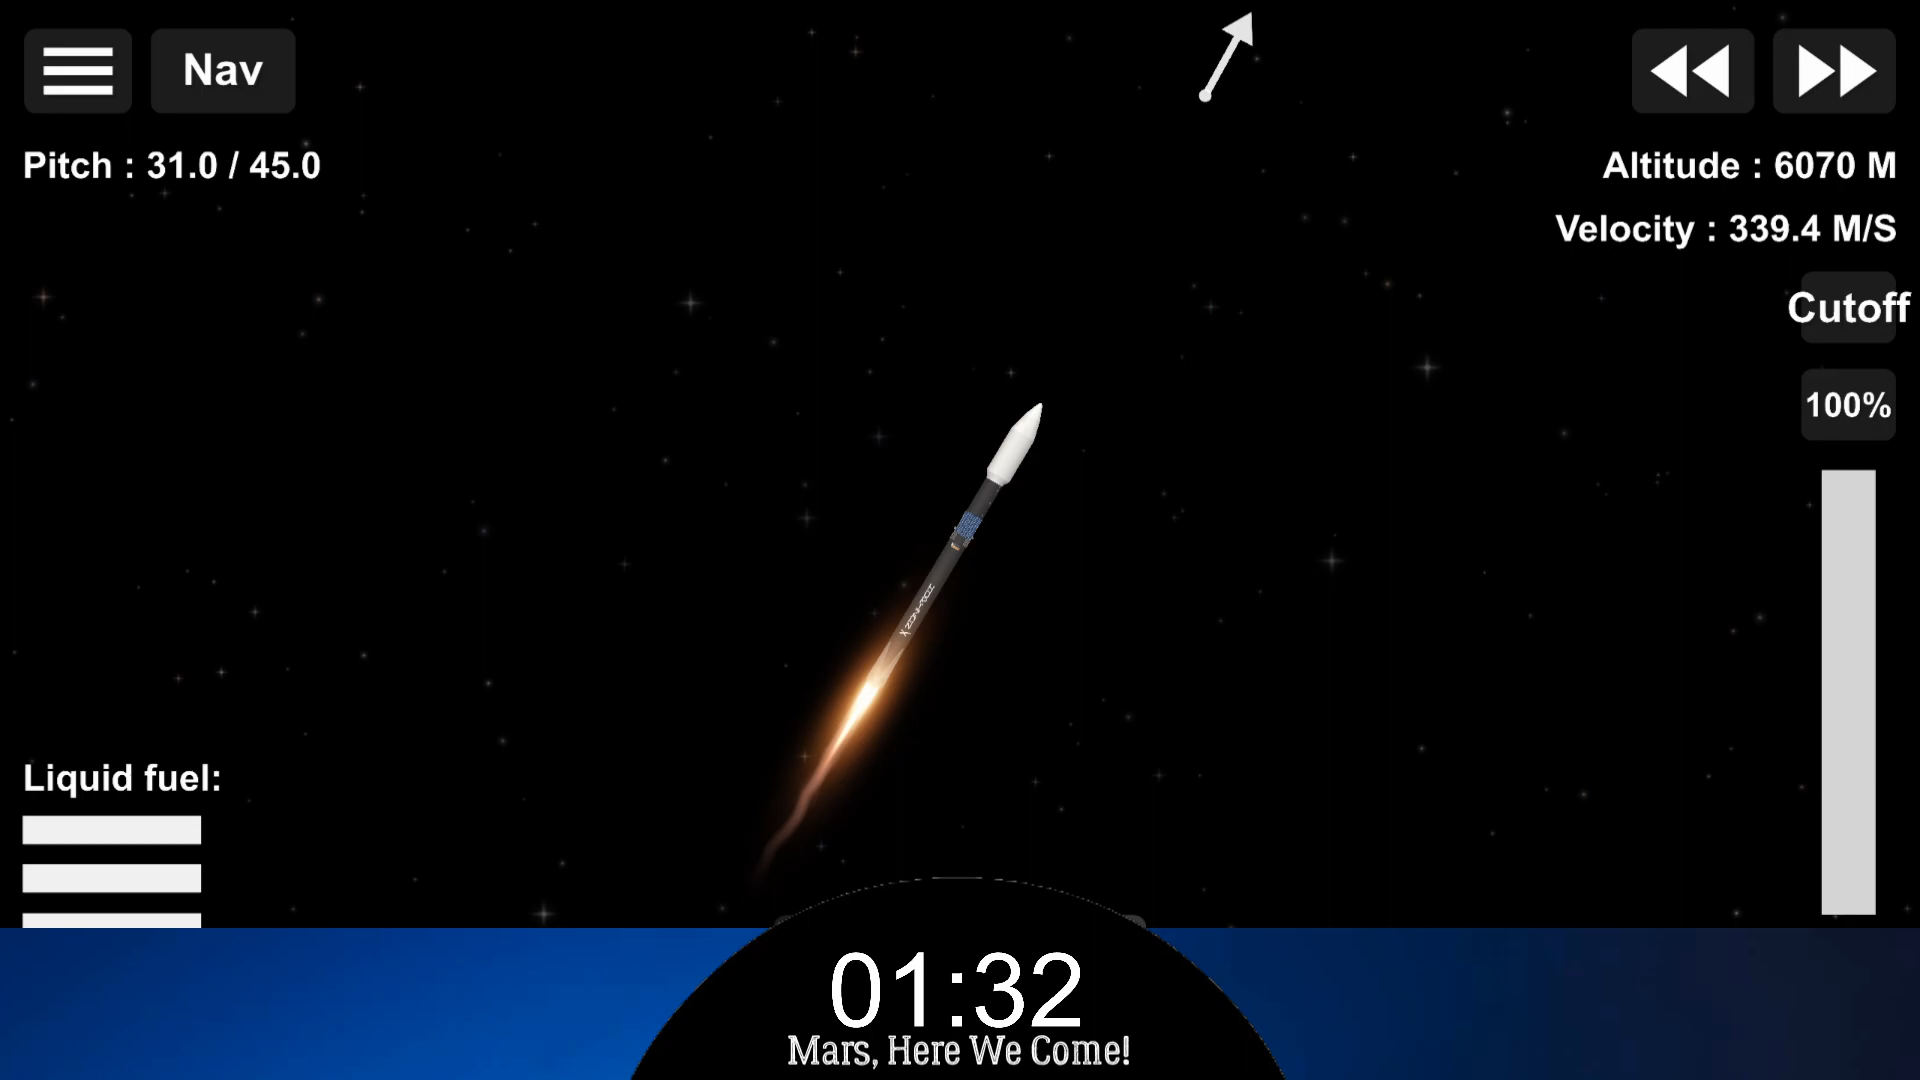 Nav
Pitch : 31.0 / 45.0
Altitude : 6070 M
Velocity : 339.4 M/S
Cutoff
100%
Liquid fuel:
01:32
Mars, Here We Come!